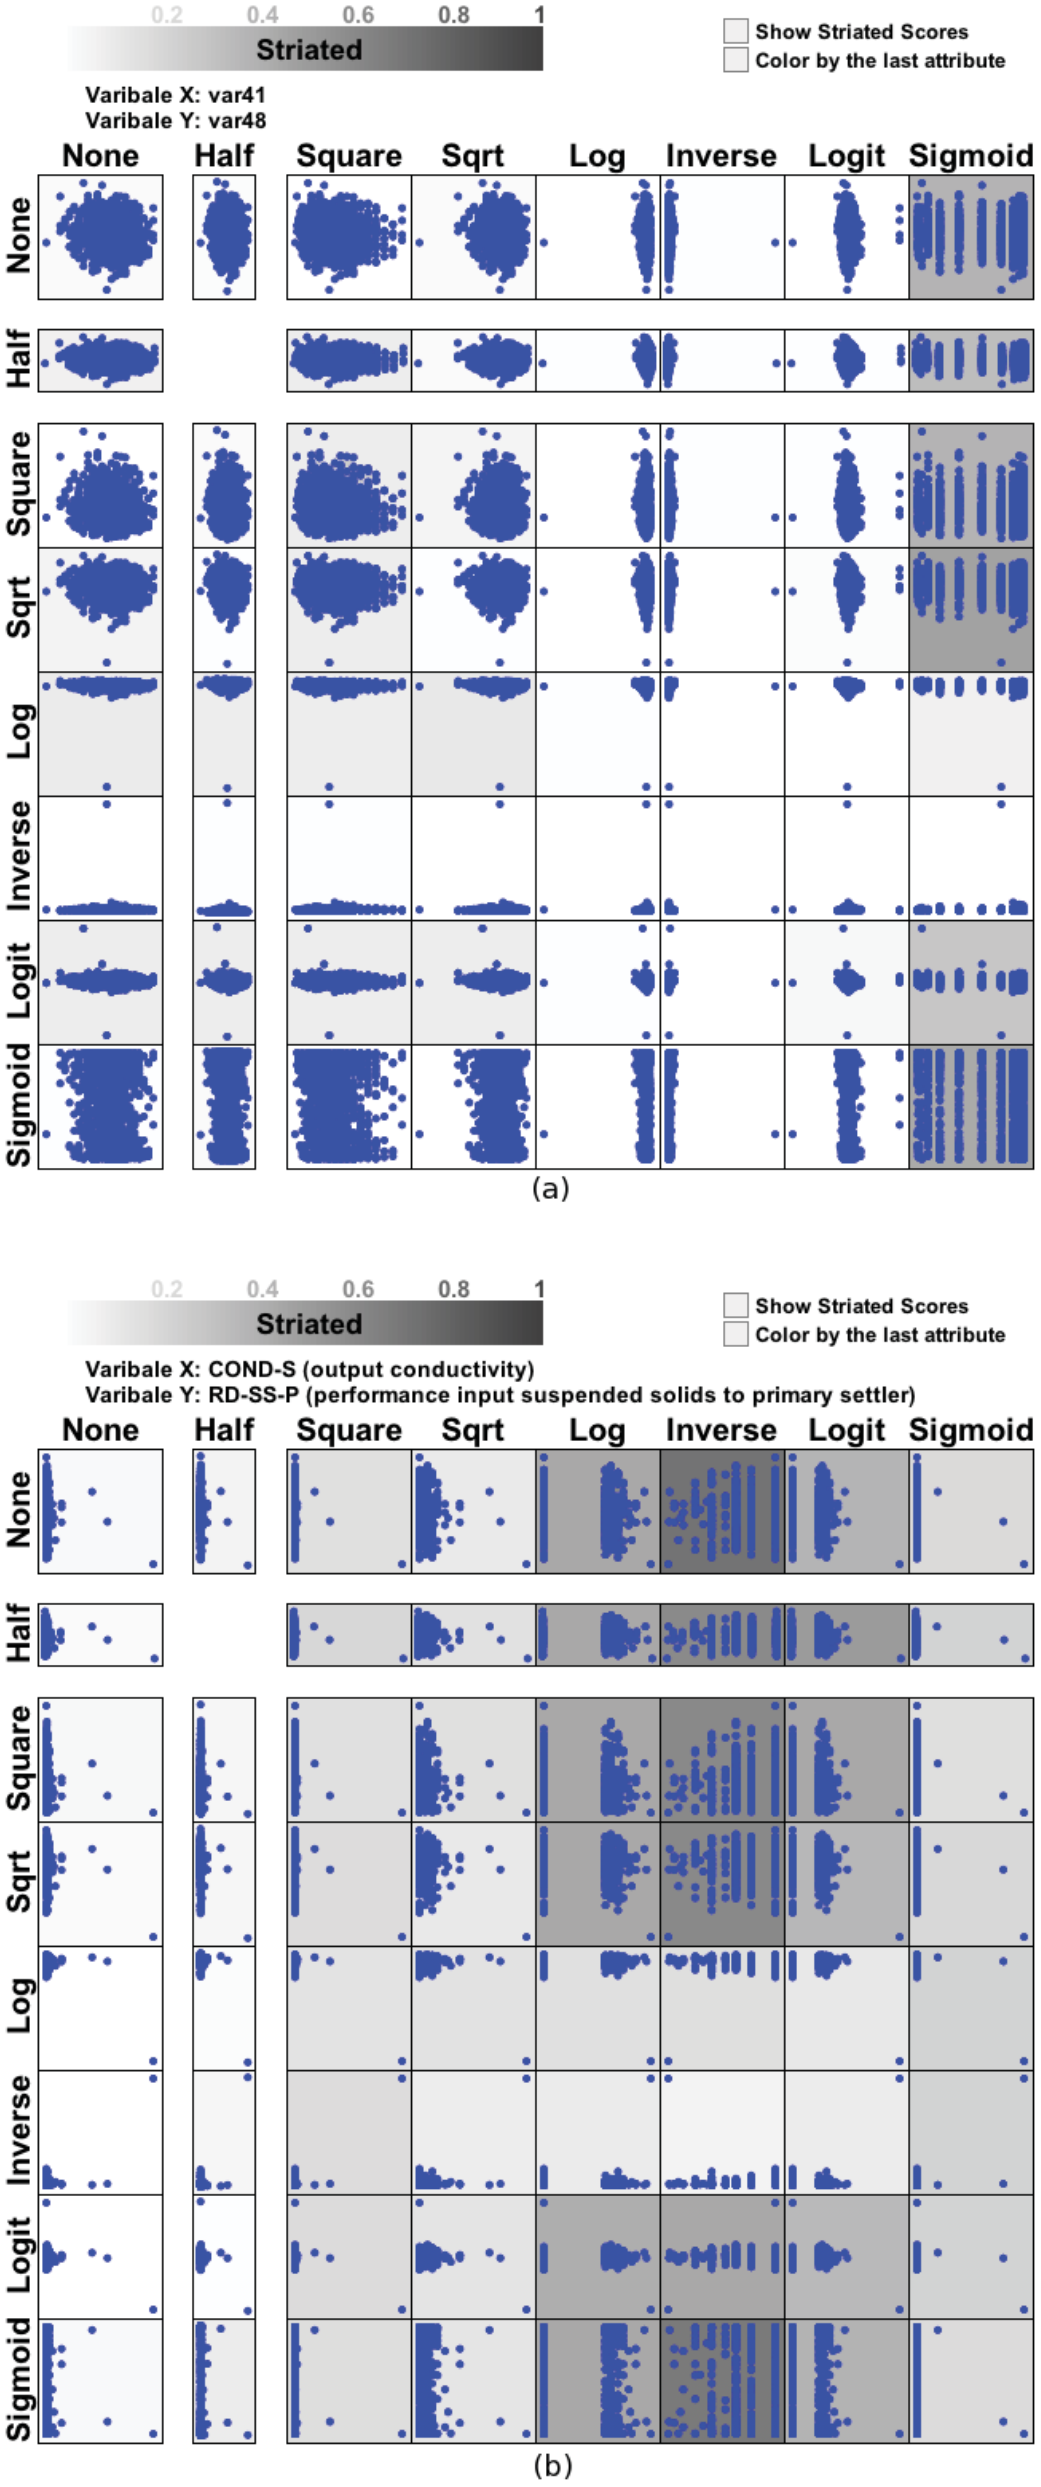 0.2 0.4 0.6 0.8 1
Striated
Show Striated Scores
Color by the last attribute
Varibale X: var41
Varibale Y: var48
None Half Square Sqrt Log Inverse Logit Sigmoid
None
Half
Square
Sqrt
Log
Inverse
Logit
Sigmoid
(a)
0.2 0.4 0.6 0.8 1
Striated
Show Striated Scores
Color by the last attribute
Varibale X: COND-S (output conductivity)
Varibale Y: RD-SS-P (performance input suspended solids to primary settler)
None Half Square Sqrt Log Inverse Logit Sigmoid
None
Half
Square
Sqrt
Log
Inverse
Logit
Sigmoid
(b)